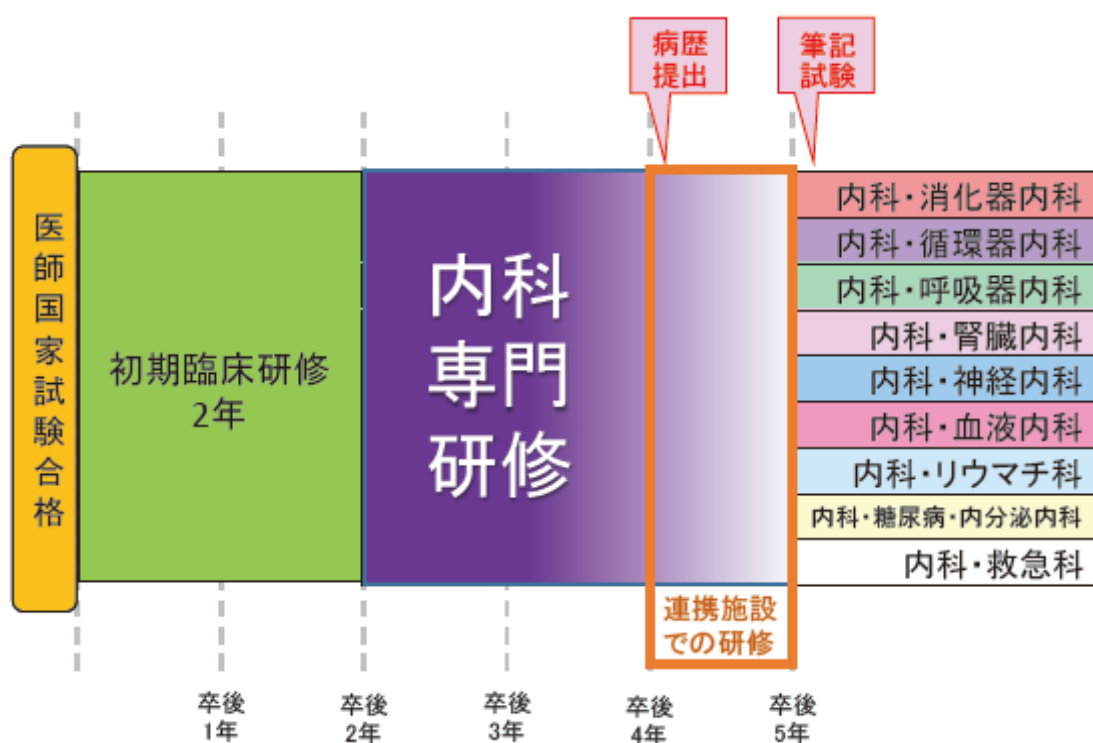 病歴
提出
筆記
試験
医師国家試験合格
初期臨床研修
2年
内科
専門
研修
連携施設
での研修
内科・消化器内科
内科・循環器内科
内科・呼吸器内科
内科・腎臓内科
内科・神経内科
内科・血液内科
内科・リウマチ科
内科・糖尿病・内分泌内科
内科・救急科
卒後
1年
卒後
2年
卒後
3年
卒後
4年
卒後
5年